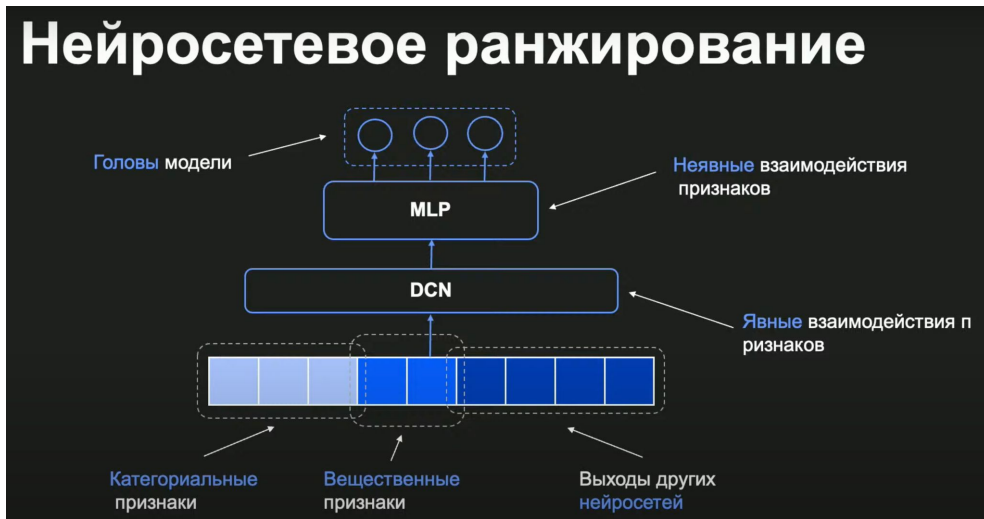 Нейросетевое ранжирование
Головы модели
Неявные взаимодействия
признаков
MLP
DCN
Явные взаимодействия п
ризнаков
Категориальные
признаки
Вещественные
признаки
Выходы других
нейросетей